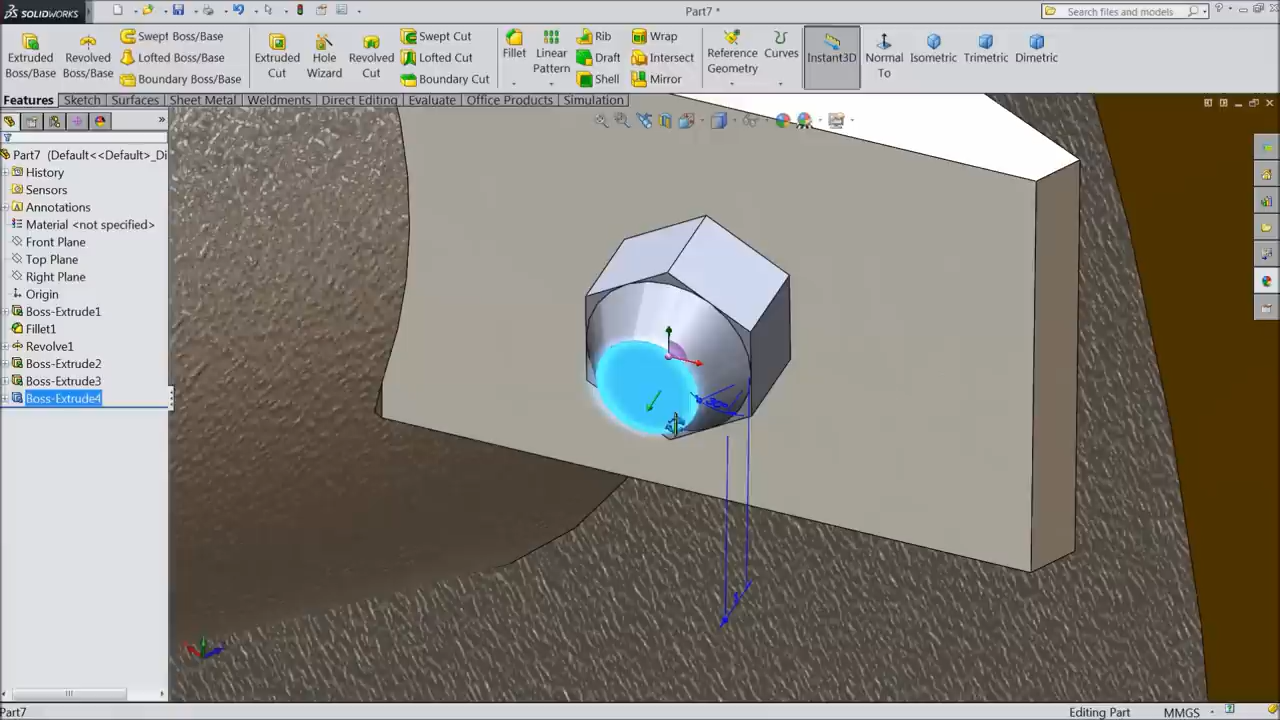 SOLIDWORKS
Part7 *
Search files and models
Extruded Boss/Base
Revolved Boss/Base
Swept Boss/Base
Lofted Boss/Base
Boundary Boss/Base
Extruded Cut
Hole Wizard
Revolved Cut
Swept Cut
Lofted Cut
Boundary Cut
Fillet
Linear Pattern
Rib
Draft
Shell
Wrap
Intersect
Mirror
Reference Geometry
Curves
Instant3D
Normal To
Isometric
Trimetric
Dimetric
Features
Sketch
Surfaces
Sheet Metal
Weldments
Direct Editing
Evaluate
Office Products
Simulation
Part7 (Default<<Default>_Di
History
Sensors
Annotations
Material <not specified>
Front Plane
Top Plane
Right Plane
Origin
Boss-Extrude1
Fillet1
Revolve1
Boss-Extrude2
Boss-Extrude3
Boss-Extrude4
Part7
Editing Part
MMGS